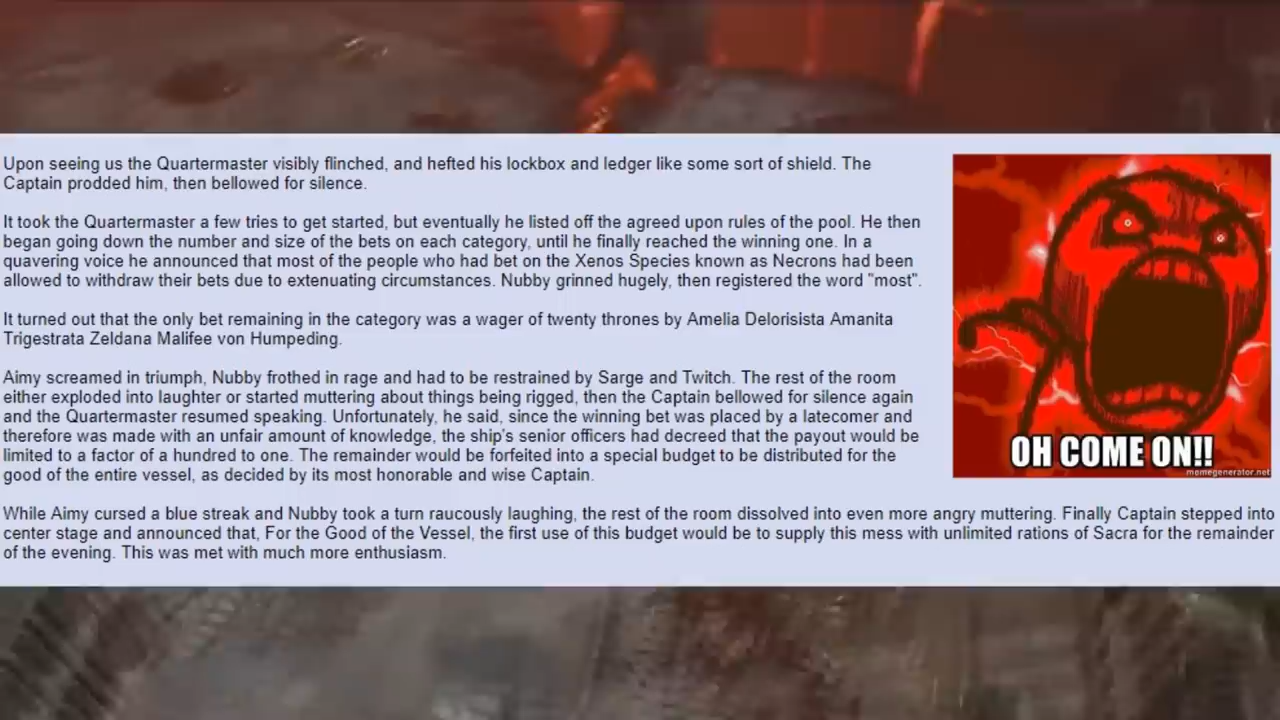 Upon seeing us the Quartermaster visibly flinched, and hefted his lockbox and ledger like some sort of shield. The
Captain prodded him, then bellowed for silence.
It took the Quartermaster a few tries to get started, but eventually he listed off the agreed upon rules of the pool. He then
began going down the number and size of the bets on each category, until he finally reached the winning one. In a
quavering voice he announced that most of the people who had bet on the Xenos Species known as Necrons had been
allowed to withdraw their bets due to extenuating circumstances. Nubby grinned hugely, then registered the word "most".
It turned out that the only bet remaining in the category was a wager of twenty thrones by Amelia Delorisista Amanita
Trigestrata Zeldana Malifee von Humpeding.
Aimy screamed in triumph, Nubby frothed in rage and had to be restrained by Sarge and Twitch. The rest of the room
either exploded into laughter or started muttering about things being rigged, then the Captain bellowed for silence again
and the Quartermaster resumed speaking. Unfortunately, he said, since the winning bet was placed by a latecomer and
therefore was made with an unfair amount of knowledge, the ship's senior officers had decreed that the payout would be
limited to a factor of a hundred to one. The remainder would be forfeited into a special budget to be distributed for the
good of the entire vessel, as decided by its most honorable and wise Captain.
OH COME ON!!
memegenerator.net
While Aimy cursed a blue streak and Nubby took a turn raucously laughing, the rest of the room dissolved into even more angry muttering. Finally Captain stepped into
center stage and announced that, For the Good of the Vessel, the first use of this budget would be to supply this mess with unlimited rations of Sacra for the remainder
of the evening. This was met with much more enthusiasm.